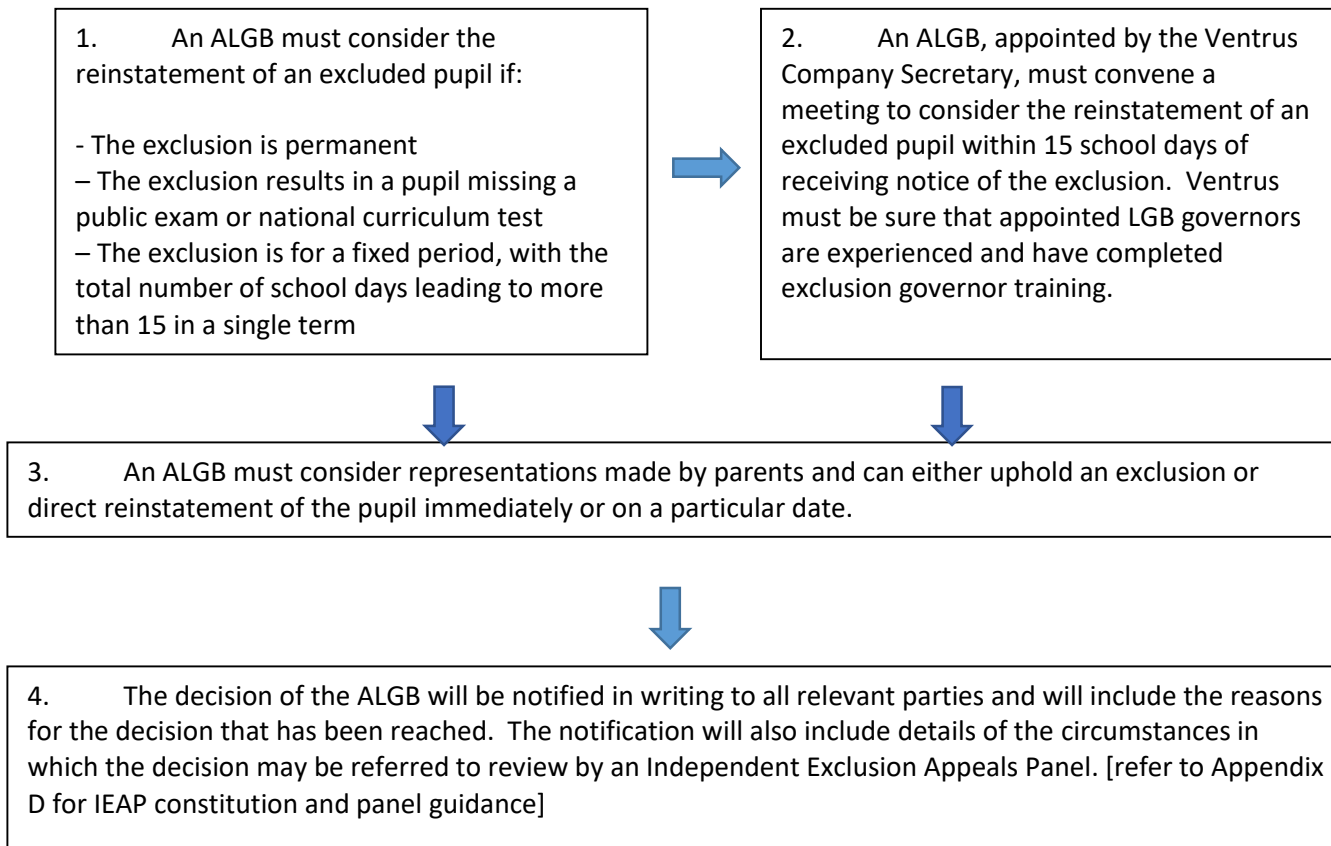 1. An ALGB must consider the
reinstatement of an excluded pupil if:
- The exclusion is permanent
– The exclusion results in a pupil missing a
public exam or national curriculum test
– The exclusion is for a fixed period, with the
total number of school days leading to more
than 15 in a single term
2. An ALGB, appointed by the Ventrus
Company Secretary, must convene a
meeting to consider the reinstatement of an
excluded pupil within 15 school days of
receiving notice of the exclusion. Ventrus
must be sure that appointed LGB governors
are experienced and have completed
exclusion governor training.
3. An ALGB must consider representations made by parents and can either uphold an exclusion or
direct reinstatement of the pupil immediately or on a particular date.
4. The decision of the ALGB will be notified in writing to all relevant parties and will include the reasons
for the decision that has been reached. The notification will also include details of the circumstances in
which the decision may be referred to review by an Independent Exclusion Appeals Panel. [refer to Appendix
D for IEAP constitution and panel guidance]